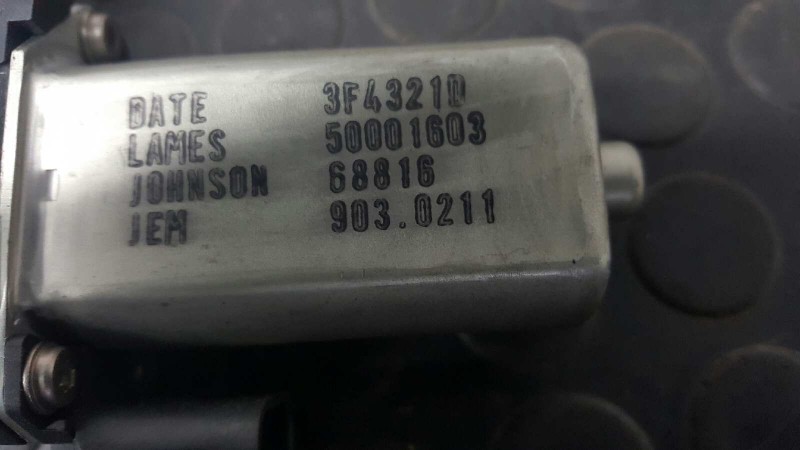 DATE 3F4321D
LAMES 50001603
JOHNSON 68816
JEM 903.0211